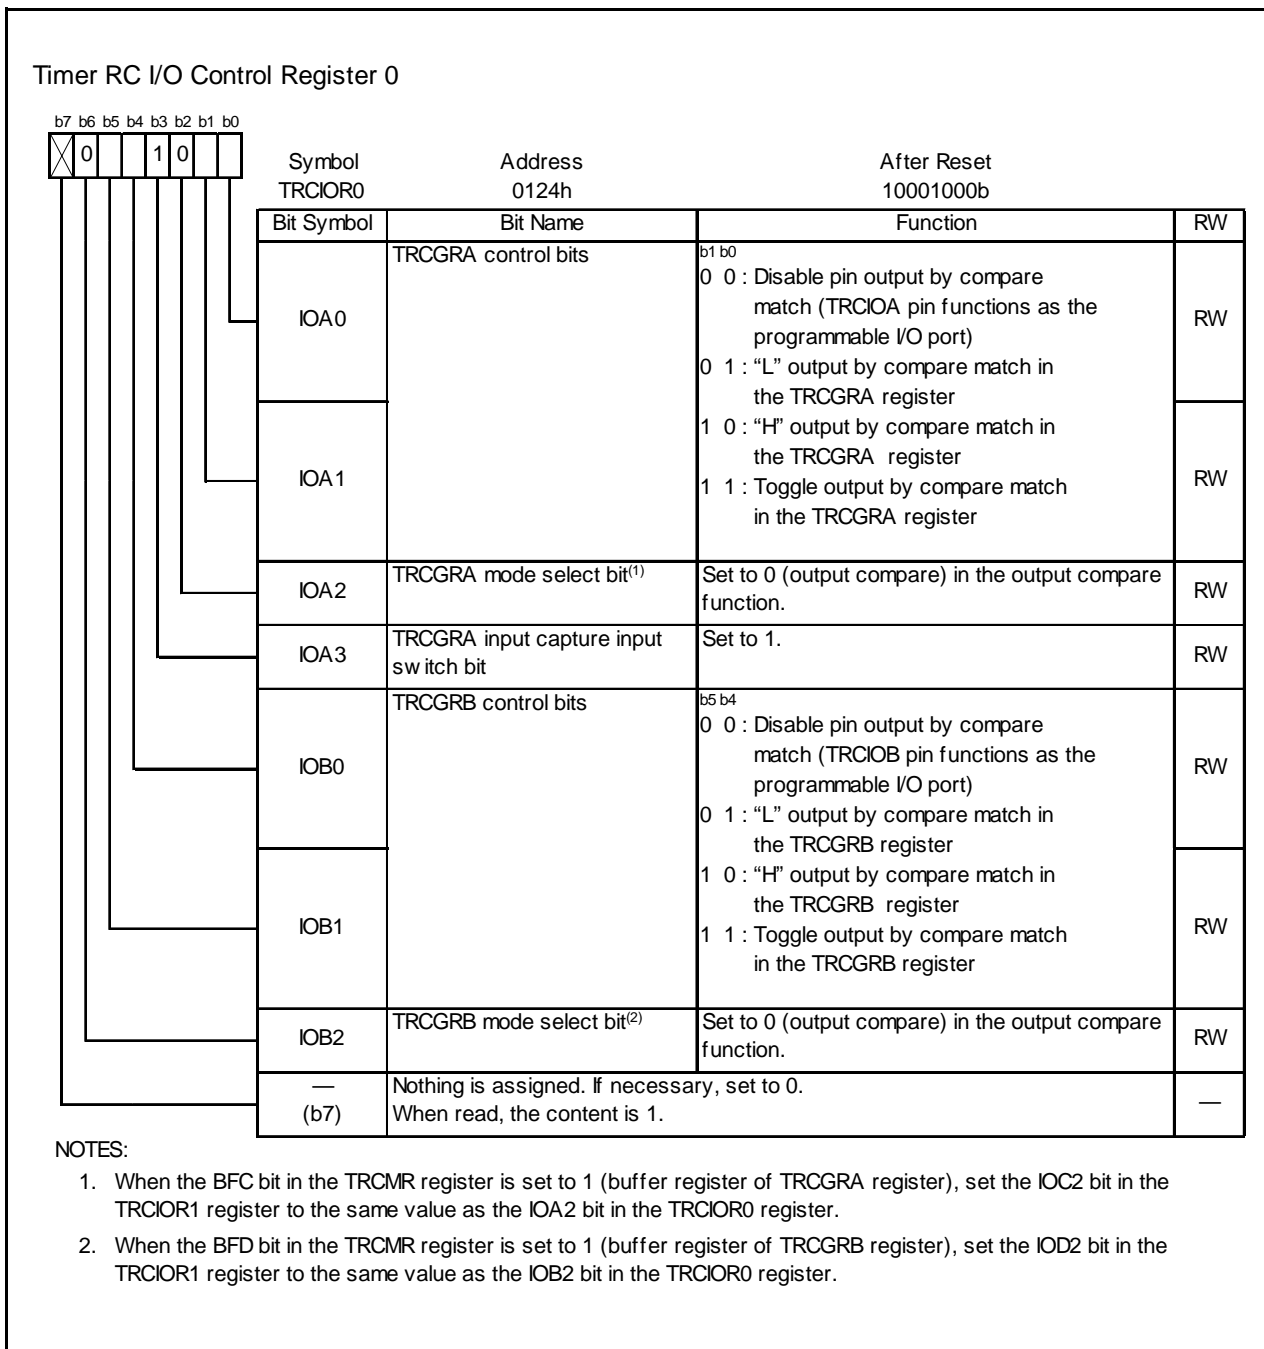 Timer RC I/O Control Register 0
b7 b6 b5 b4 b3 b2 b1 b0
0 1 0
Symbol Address After Reset
TRCIOR0 0124h 10001000b
Bit Symbol Bit Name Function RW
IOA0
IOA1
TRCGRA control bits
b1 b0
0 0 : Disable pin output by compare
match (TRCIOA pin functions as the
programmable I/O port)
0 1 : “L” output by compare match in
the TRCGRA register
1 0 : “H” output by compare match in
the TRCGRA register
1 1 : Toggle output by compare match
in the TRCGRA register
RW
RW
IOA2
TRCGRA mode select bit(1)
Set to 0 (output compare) in the output compare
function.
RW
IOA3
TRCGRA input capture input
switch bit
Set to 1.
RW
IOB0
IOB1
TRCGRB control bits
b5 b4
0 0 : Disable pin output by compare
match (TRCIOB pin functions as the
programmable I/O port)
0 1 : “L” output by compare match in
the TRCGRB register
1 0 : “H” output by compare match in
the TRCGRB register
1 1 : Toggle output by compare match
in the TRCGRB register
RW
RW
IOB2
TRCGRB mode select bit(2)
Set to 0 (output compare) in the output compare
function.
RW
—
(b7)
Nothing is assigned. If necessary, set to 0.
When read, the content is 1.
—
NOTES:
1. When the BFC bit in the TRCMR register is set to 1 (buffer register of TRCGRA register), set the IOC2 bit in the
TRCIOR1 register to the same value as the IOA2 bit in the TRCIOR0 register.
2. When the BFD bit in the TRCMR register is set to 1 (buffer register of TRCGRB register), set the IOD2 bit in the
TRCIOR1 register to the same value as the IOB2 bit in the TRCIOR0 register.